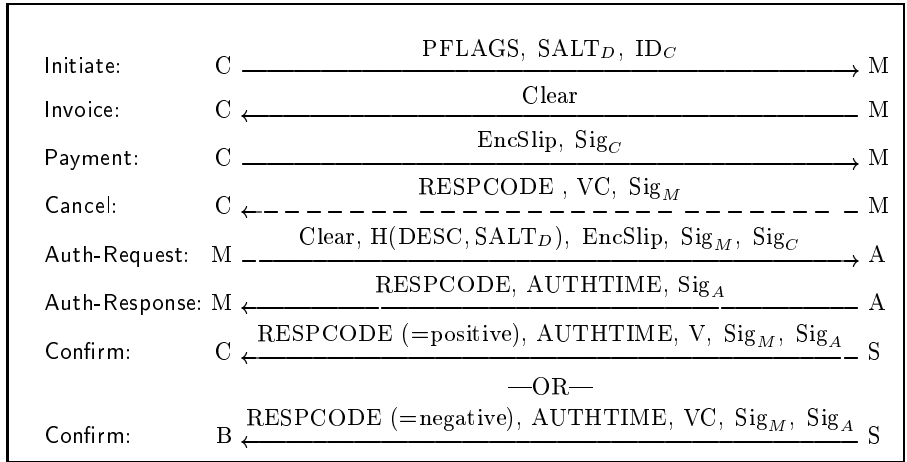 PFLAGS, SALT_D, ID_C
Initiate: C M
Clear
Invoice: C M
EncSlip, Sig_C
Payment: C M
RESPCODE , VC, Sig_M
Cancel: C M
Clear, H(DESC, SALT_D), EncSlip, Sig_M, Sig_C
Auth-Request: M A
RESPCODE, AUTHTIME, Sig_A
Auth-Response: M A
RESPCODE (=positive), AUTHTIME, V, Sig_M, Sig_A
Confirm: C S
—OR—
RESPCODE (=negative), AUTHTIME, VC, Sig_M, Sig_A
Confirm: B S